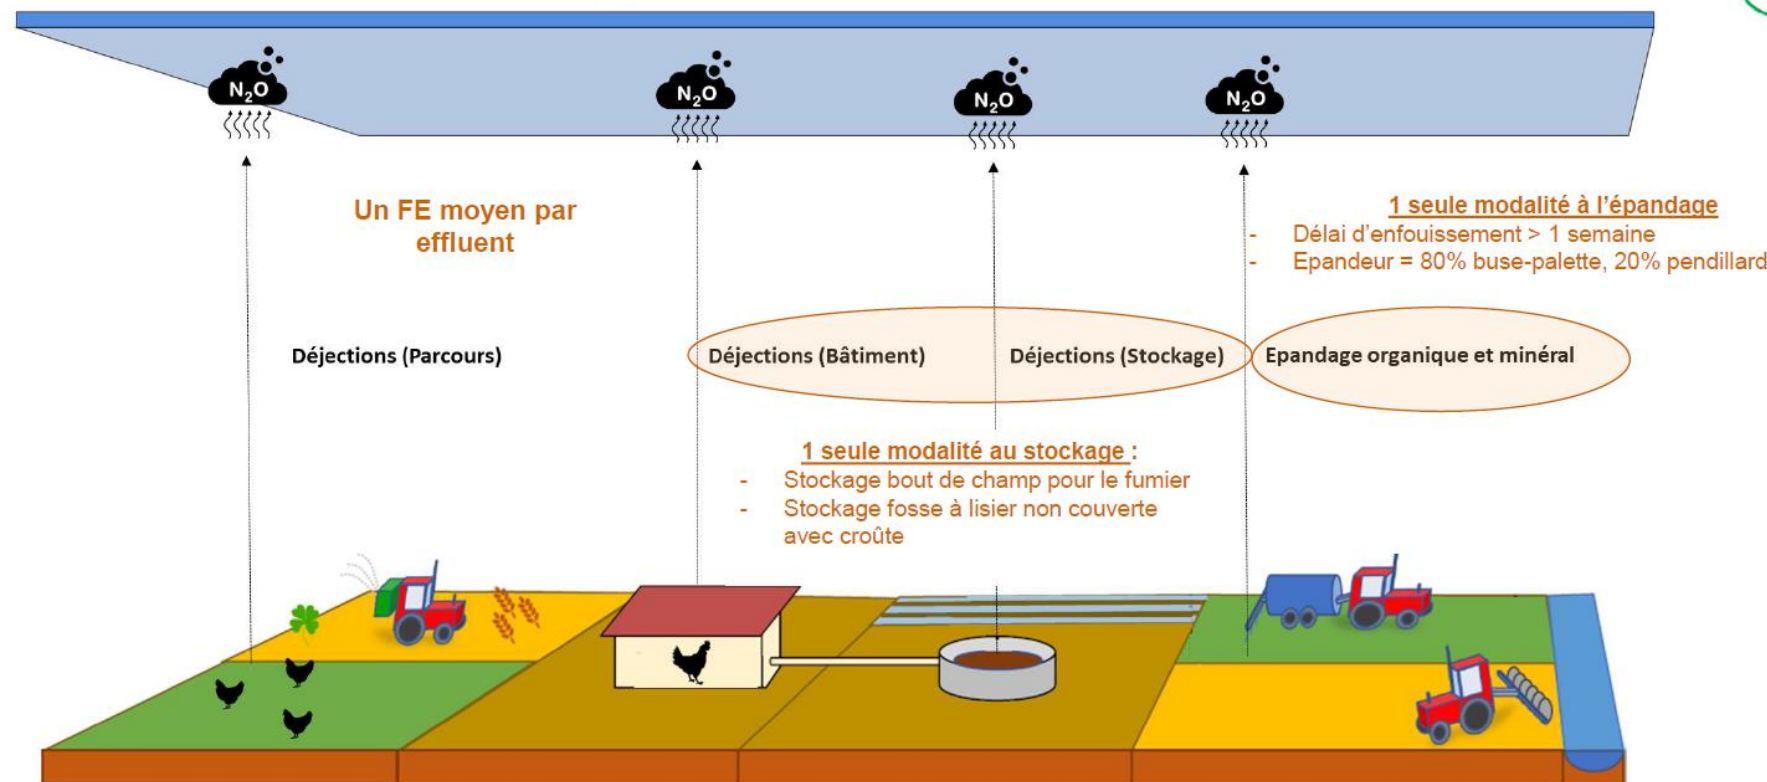 N₂O
N₂O
N₂O
N₂O
Un FE moyen par
effluent
1 seule modalité à l’épandage
- Délai d’enfouissement > 1 semaine
- Epandeur = 80% buse-palette, 20% pendillard
Déjections (Parcours)
Déjections (Bâtiment)
Déjections (Stockage)
Epandage organique et minéral
1 seule modalité au stockage :
- Stockage bout de champ pour le fumier
- Stockage fosse à lisier non couverte
avec croûte